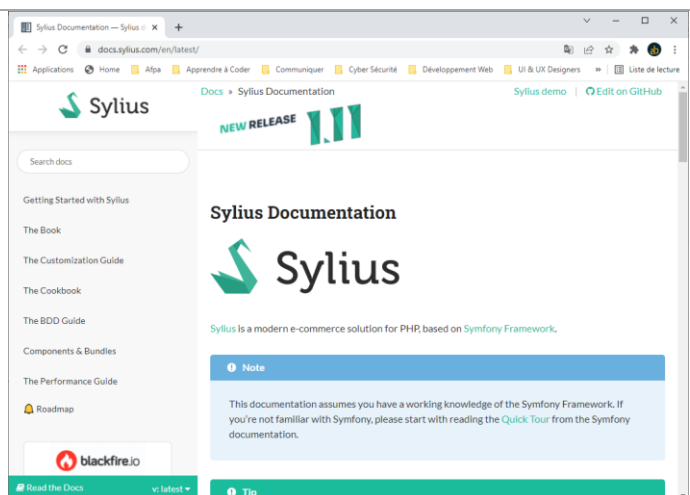 Sylius Documentation — Sylius d
docs.sylius.com/en/latest/
Applications Home Afpa Apprendre à Coder Communiquer Cyber Sécurité Développement Web UI & UX Designers » Liste de lecture
Sylius
Search docs
Getting Started with Sylius
The Book
The Customization Guide
The Cookbook
The BDD Guide
Components & Bundles
The Performance Guide
Roadmap
blackfire.io
Read the Docs v: latest
Docs » Sylius Documentation
Sylius demo | Edit on GitHub
NEW RELEASE 1.11
Sylius Documentation
Sylius
Sylius is a modern e-commerce solution for PHP, based on Symfony Framework.
Note
This documentation assumes you have a working knowledge of the Symfony Framework. If
you're not familiar with Symfony, please start with reading the Quick Tour from the Symfony
documentation.
Tip